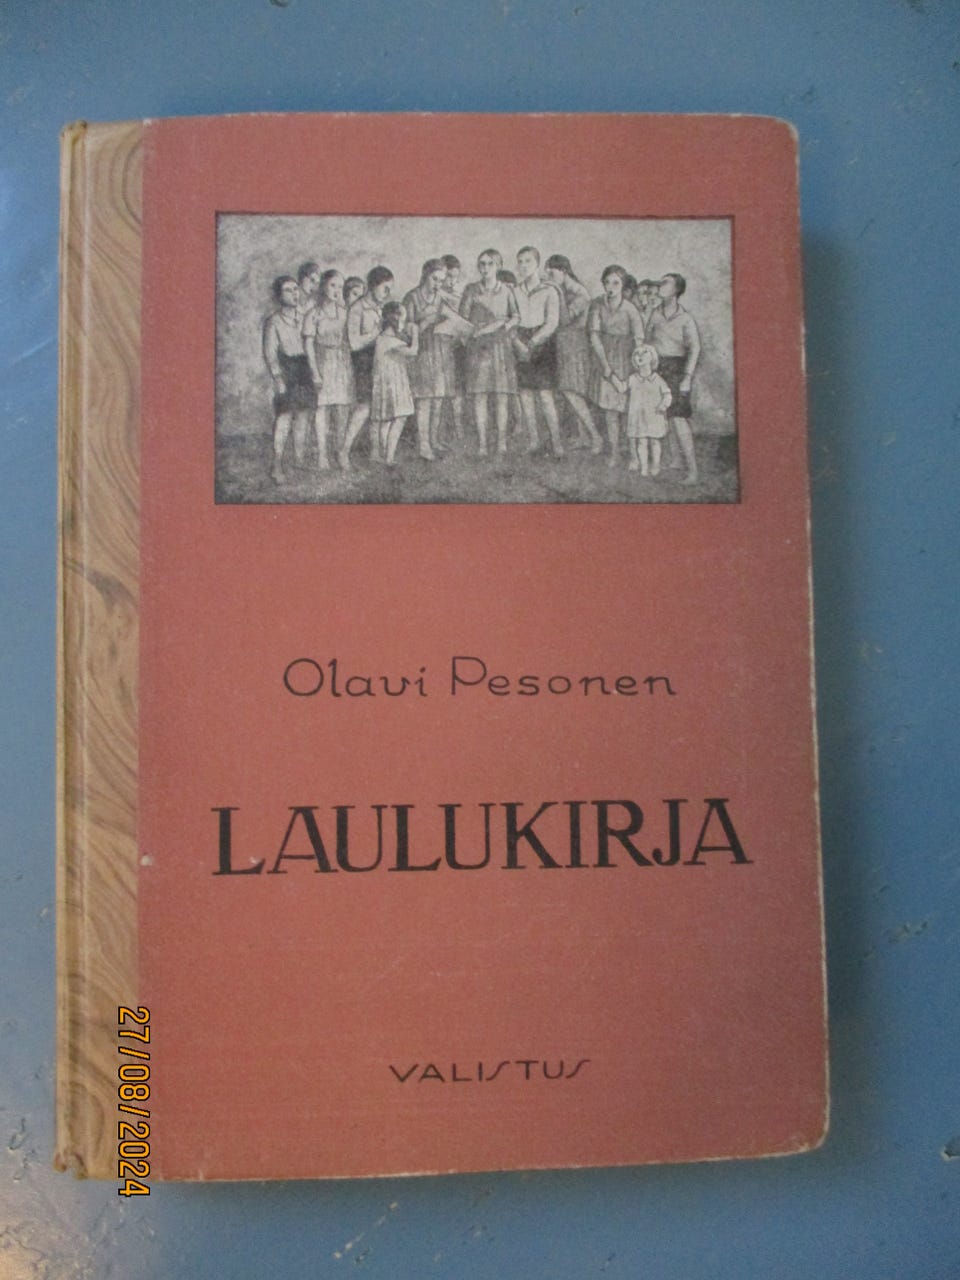 Olavi Pesonen
LAULUKIRJA
VALISTUS
27/08/2024